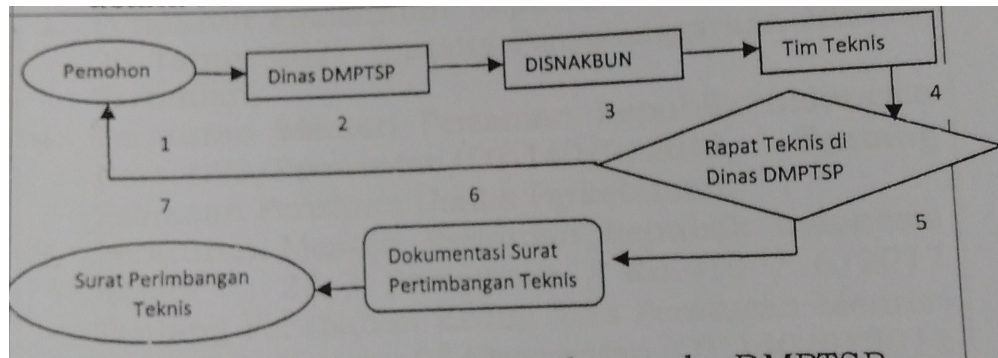 Pemohon
Dinas DMPTSP
DISNAKBUN
Tim Teknis
1
2
3
4
Rapat Teknis di
Dinas DMPTSP
5
6
7
Dokumentasi Surat
Pertimbangan Teknis
Surat Perimbangan
Teknis
DMPTSP